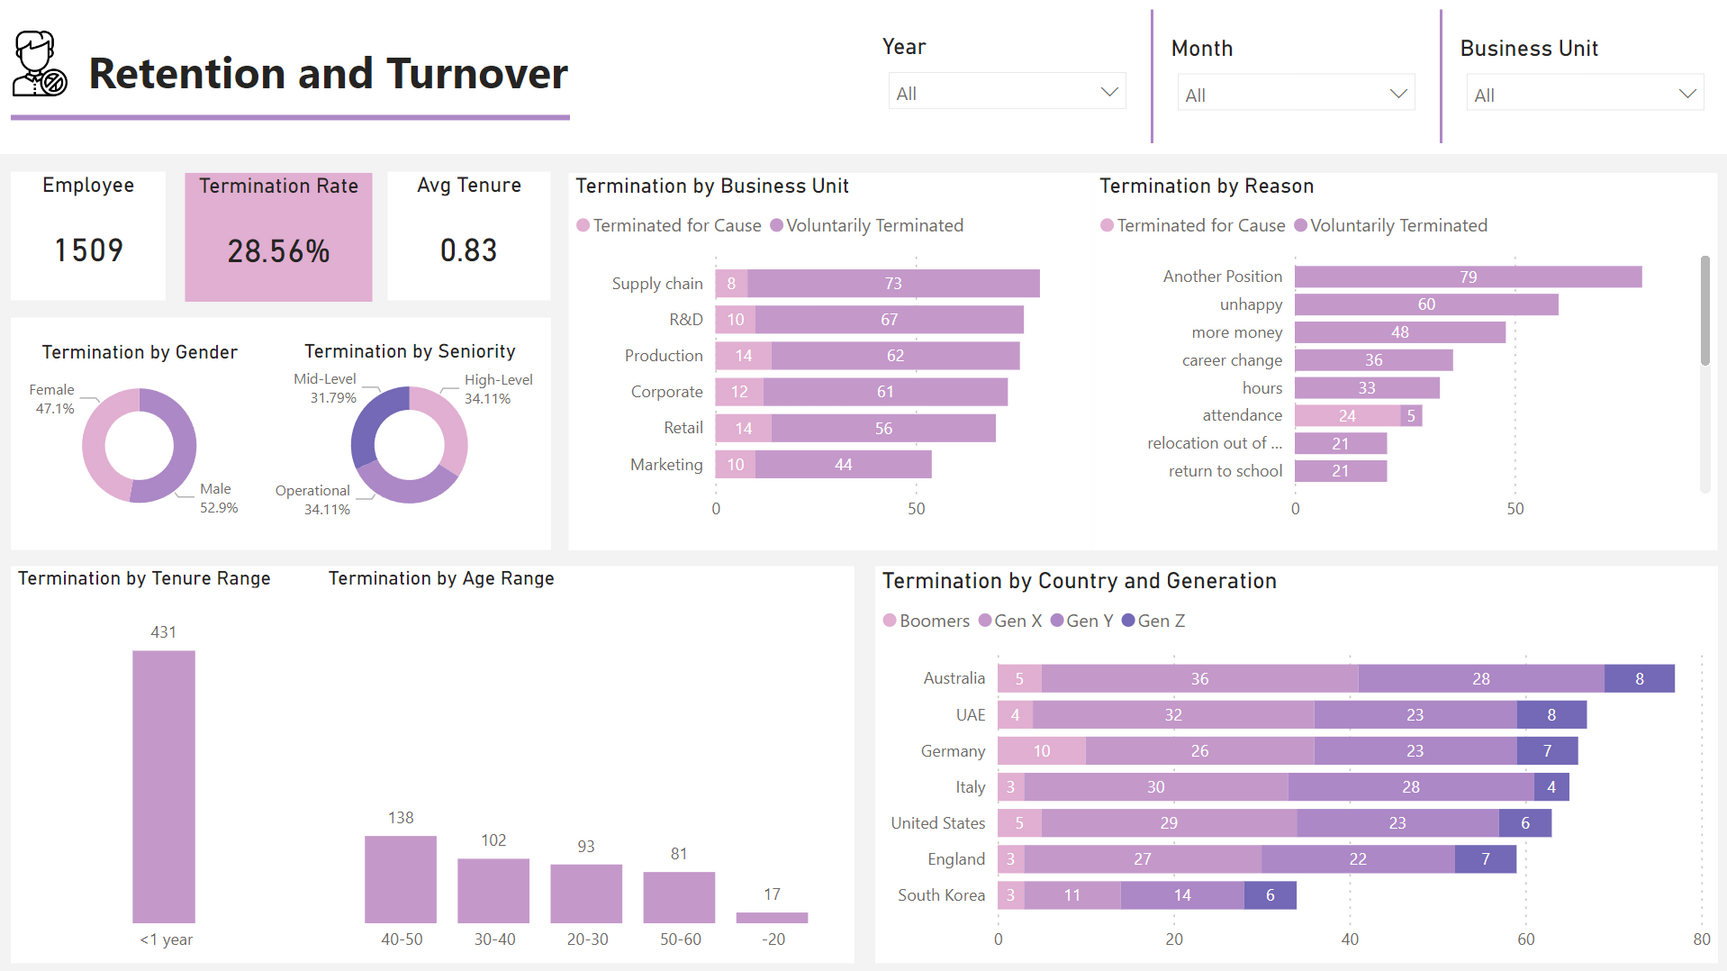 Retention and Turnover
Year
All
Month
All
Business Unit
All
Employee
1509
Termination Rate
28.56%
Avg Tenure
0.83
Termination by Gender
Female
47.1%
Male
52.9%
Termination by Seniority
Mid-Level
31.79%
High-Level
34.11%
Operational
34.11%
Termination by Business Unit
Terminated for Cause Voluntarily Terminated
Supply chain 8 73
R&D 10 67
Production 14 62
Corporate 12 61
Retail 14 56
Marketing 10 44
0 50
Termination by Reason
Terminated for Cause Voluntarily Terminated
Another Position 79
unhappy 60
more money 48
career change 36
hours 33
attendance 24 5
relocation out of ... 21
return to school 21
0 50
Termination by Tenure Range
431
<1 year
Termination by Age Range
138 102 93 81 17
40-50 30-40 20-30 50-60 -20
Termination by Country and Generation
Boomers Gen X Gen Y Gen Z
Australia 5 36 28 8
UAE 4 32 23 8
Germany 10 26 23 7
Italy 3 30 28 4
United States 5 29 23 6
England 3 27 22 7
South Korea 3 11 14 6
0 20 40 60 80